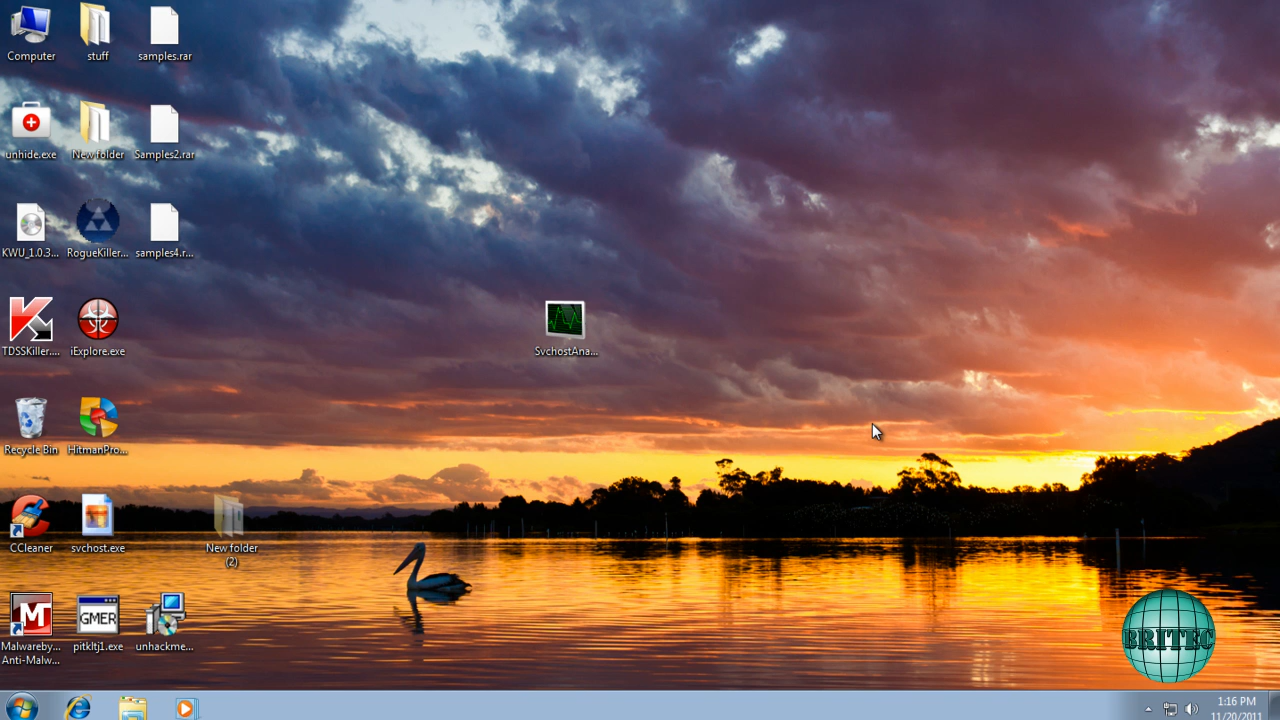 Computer
stuff
samples.rar
unhide.exe
New folder
Samples2.rar
KWU_1.0.3...
RogueKiller...
samples4.r...
TDSSKiller....
iExplore.exe
SvchostAna...
Recycle Bin
HitmanPro...
CCleaner
svchost.exe
New folder
(2)
Malwareby...
Anti-Malw...
GMER
pitkltj1.exe
unhackme...
BRITEC
1:16 PM
11/20/2011